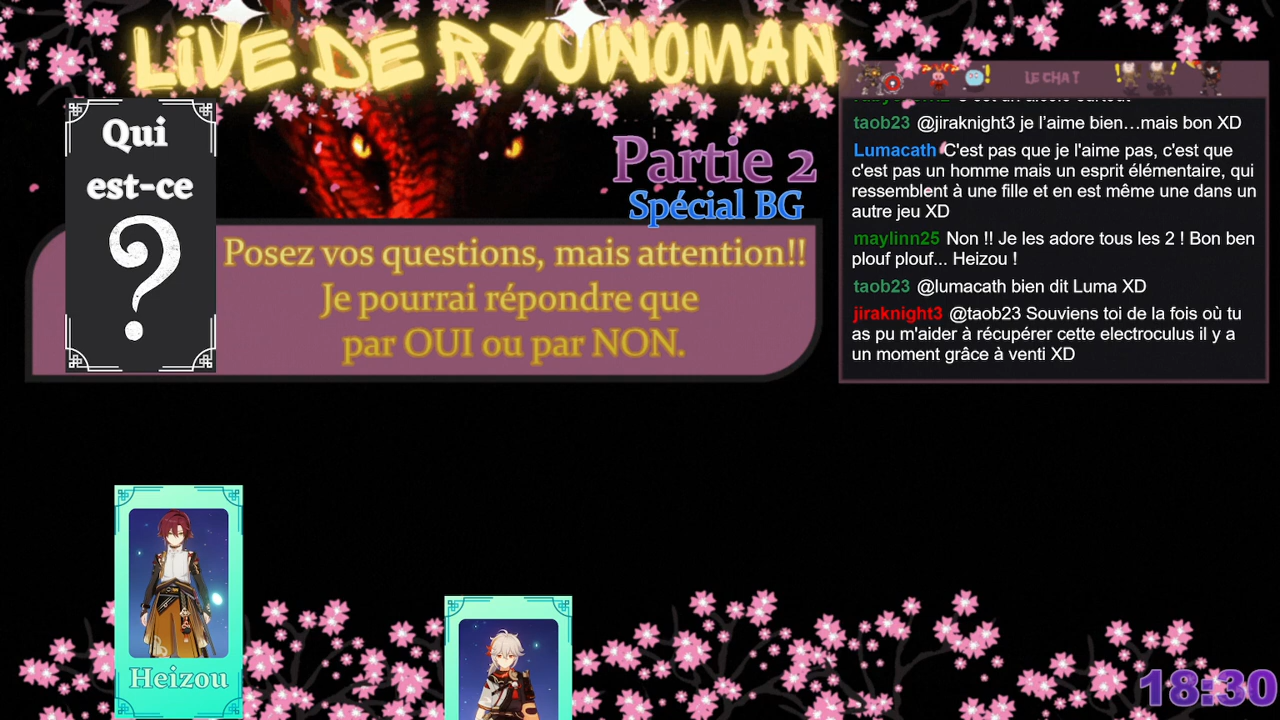 LIVE DE RYUWOMAN
Qui
est-ce
?
Partie 2
Spécial BG
Posez vos questions, mais attention!!
Je pourrai répondre que
par OUI ou par NON.
LE CHAT
taob23 @jiraknight3 je l'aime bien…mais bon XD
Lumacath C'est pas que je l'aime pas, c'est que
c'est pas un homme mais un esprit élémentaire, qui
ressemblent à une fille et en est même une dans un
autre jeu XD
maylinn25 Non !! Je les adore tous les 2 ! Bon ben
plouf plouf... Heizou !
taob23 @lumacath bien dit Luma XD
jiraknight3 @taob23 Souviens toi de la fois où tu
as pu m'aider à récupérer cette electroculus il y a
un moment grâce à venti XD
Heizou
18:30